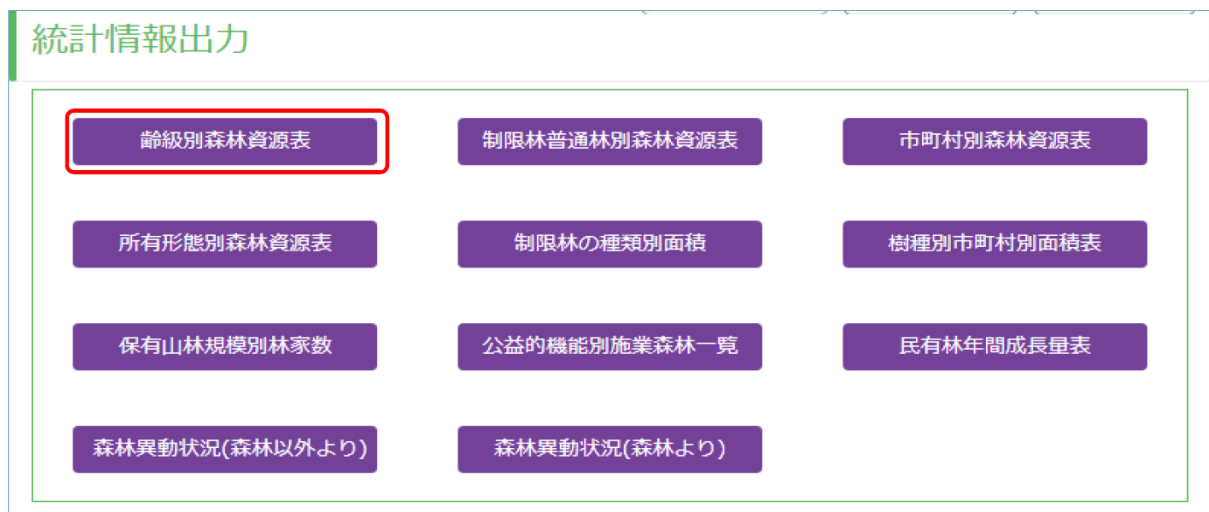 統計情報出力
齢級別森林資源表
制限林普通林別森林資源表
市町村別森林資源表
所有形態別森林資源表
制限林の種類別面積
樹種別市町村別面積表
保有山林規模別林家数
公益的機能別施業森林一覧
民有林年間成長量表
森林異動状況(森林以外より)
森林異動状況(森林より)